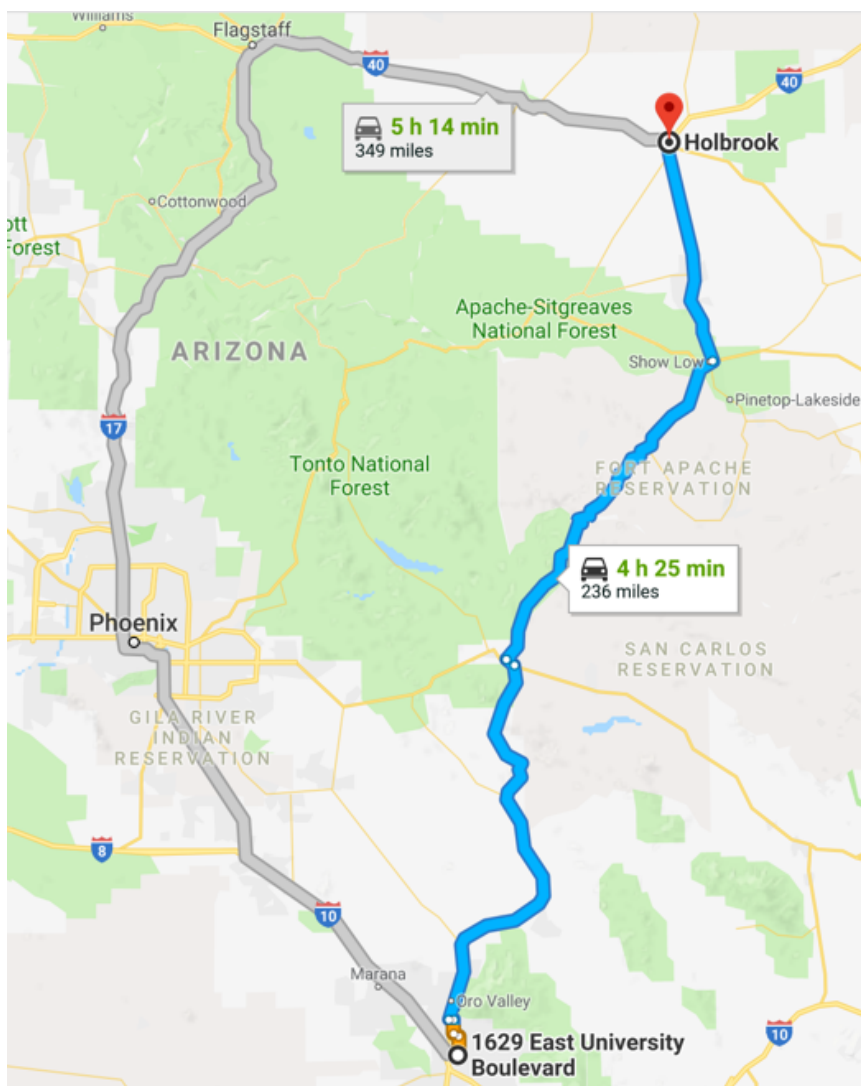 Williams
Flagstaff
40
40
5 h 14 min
349 miles
Holbrook
Cottonwood
ott
Forest
Apache-Sitgreaves
National Forest
ARIZONA
Show Low
Pinetop-Lakeside
17
Tonto National
Forest
FORT APACHE
RESERVATION
4 h 25 min
236 miles
Phoenix
SAN CARLOS
RESERVATION
GILA RIVER
INDIAN
RESERVATION
8
10
Marana
Oro Valley
10
1629 East University
Boulevard